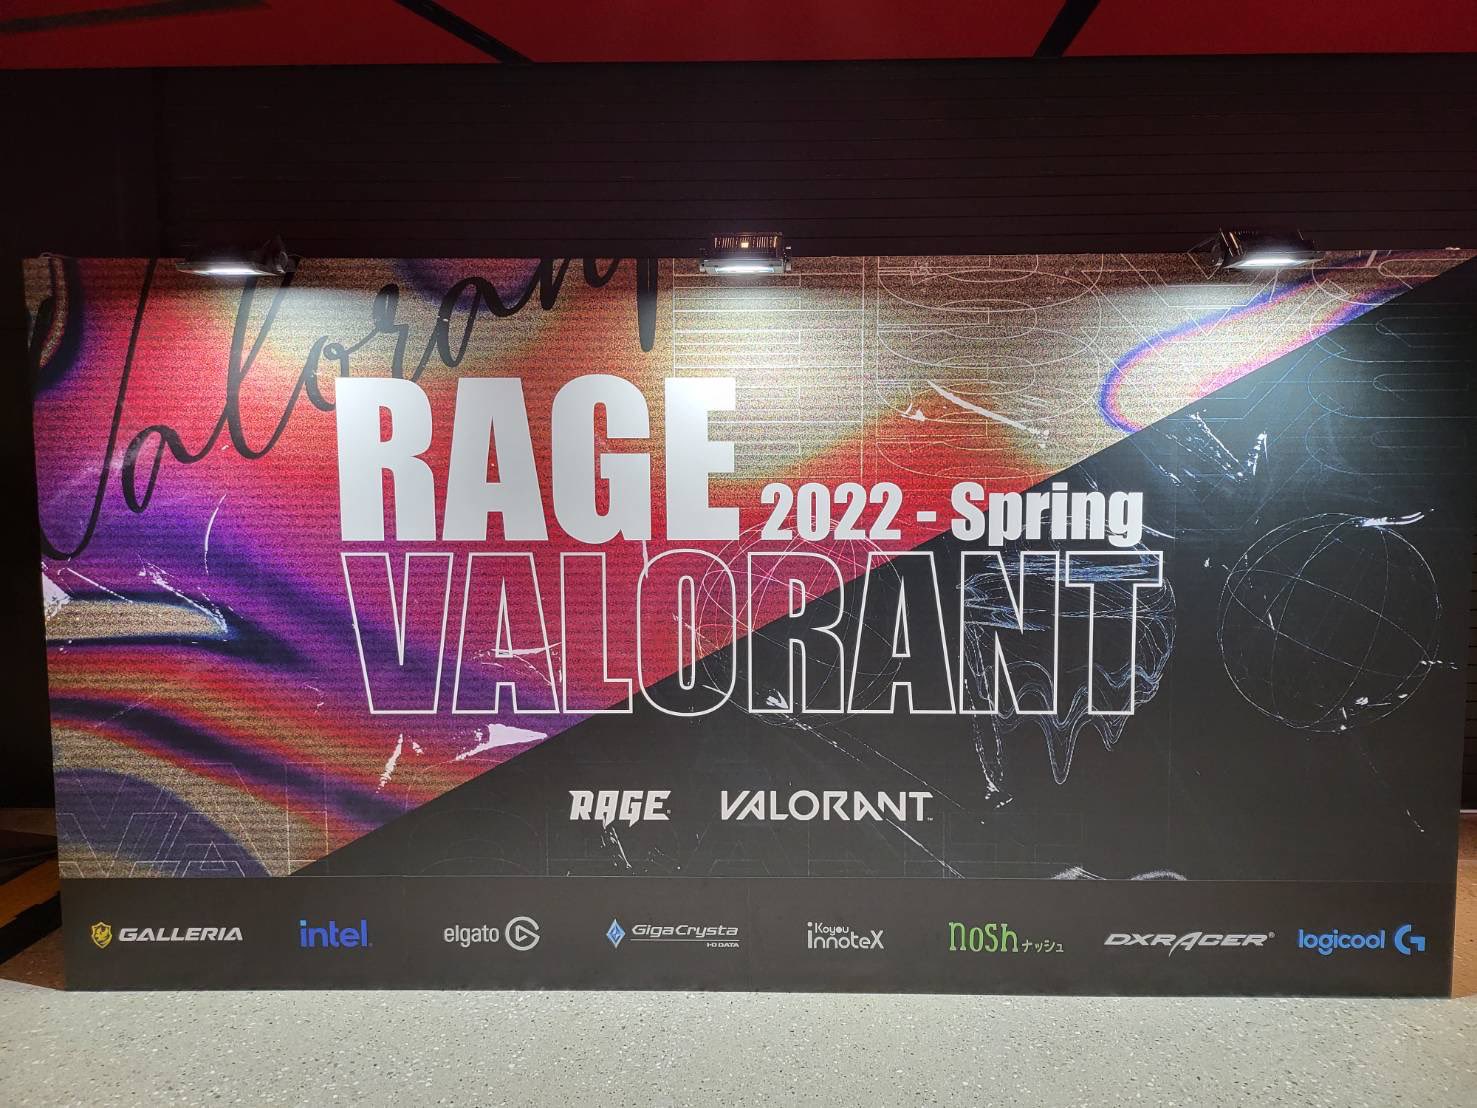 Valorant
RAGE 2022 - Spring
VALORANT
RAGE VALORANT
GALLERIA intel elgato GigaCrysta I-O DATA Koyou innoteX nosh ナッシュ DXRACER logicool G